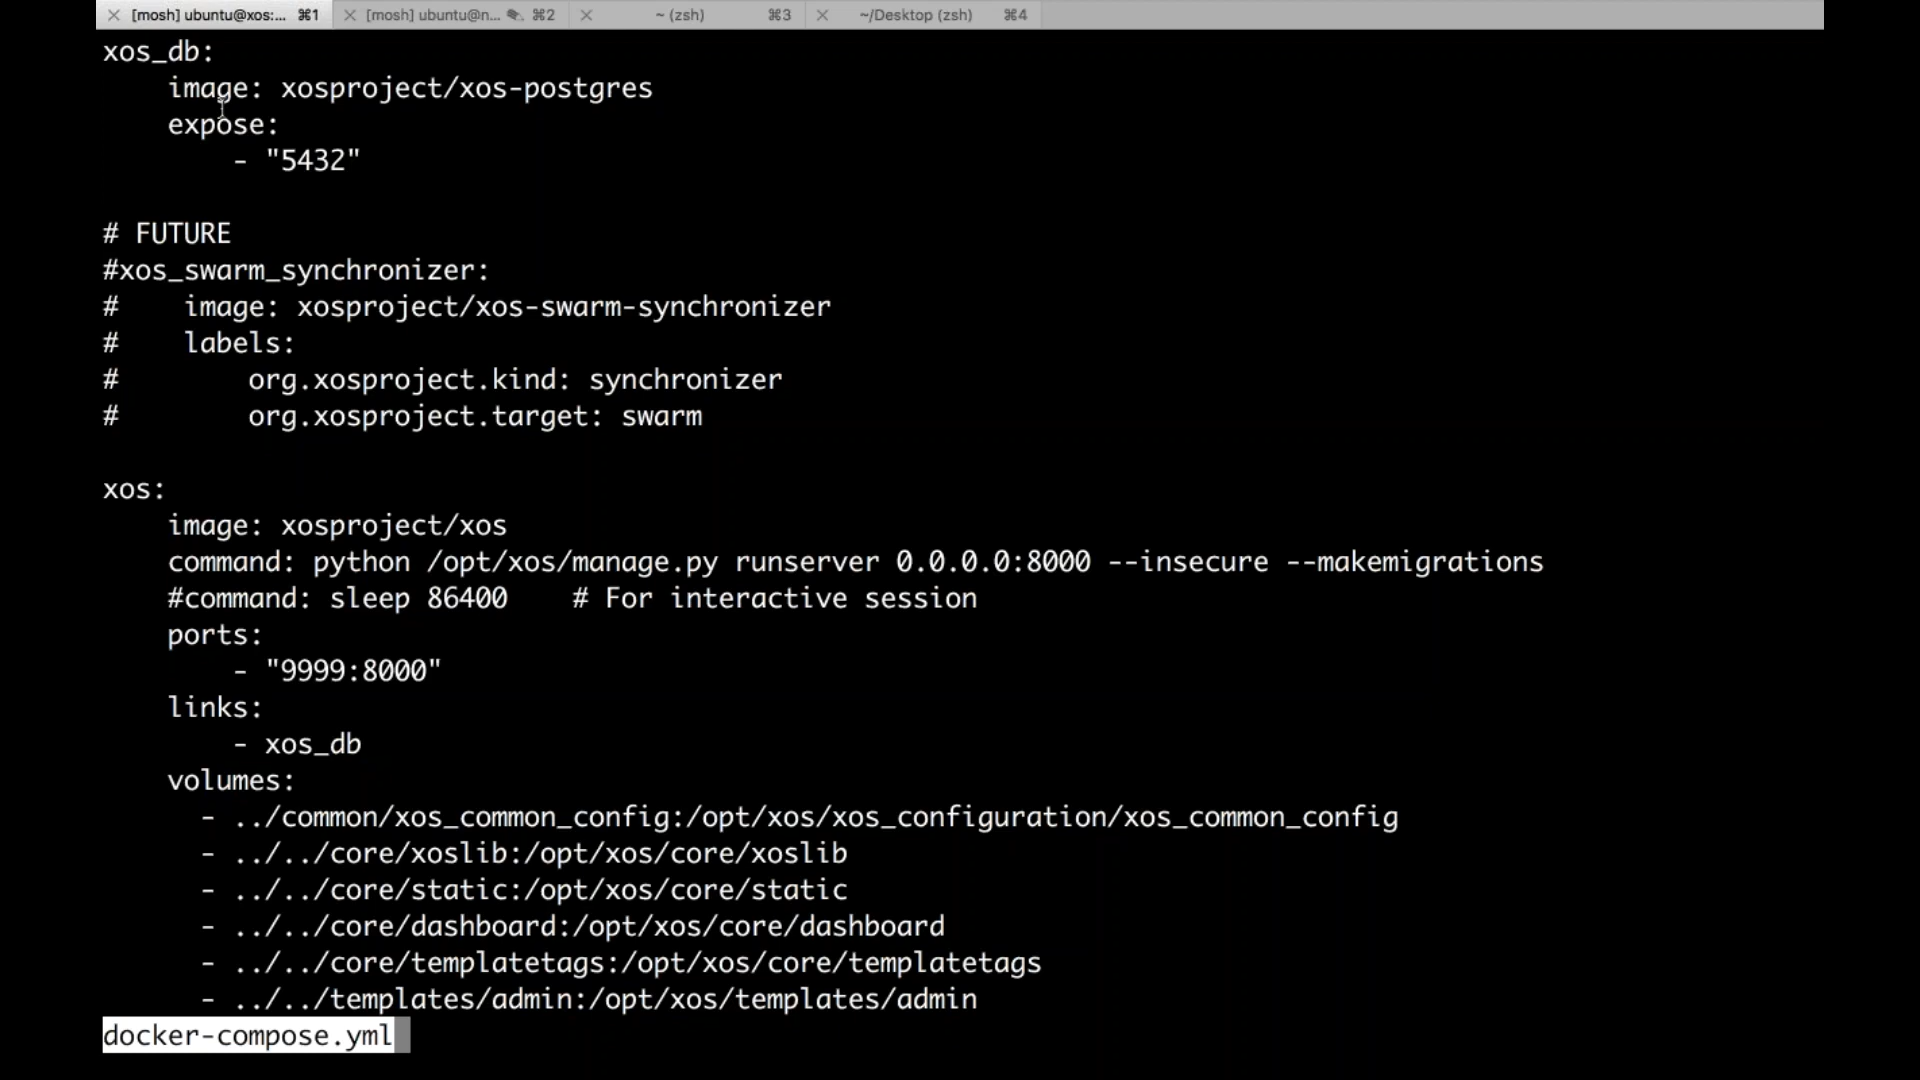 [mosh] ubuntu@xos:... ⌘1 [mosh] ubuntu@n... ⌘2 ~ (zsh) ⌘3 ~/Desktop (zsh) ⌘4
xos_db:
    image: xosproject/xos-postgres
    expose:
        - "5432"
# FUTURE
#xos_swarm_synchronizer:
#    image: xosproject/xos-swarm-synchronizer
#    labels:
#        org.xosproject.kind: synchronizer
#        org.xosproject.target: swarm
xos:
    image: xosproject/xos
    command: python /opt/xos/manage.py runserver 0.0.0.0:8000 --insecure --makemigrations
    #command: sleep 86400    # For interactive session
    ports:
        - "9999:8000"
    links:
        - xos_db
    volumes:
      - ../common/xos_common_config:/opt/xos/xos_configuration/xos_common_config
      - ../../core/xoslib:/opt/xos/core/xoslib
      - ../../core/static:/opt/xos/core/static
      - ../../core/dashboard:/opt/xos/core/dashboard
      - ../../core/templatetags:/opt/xos/core/templatetags
      - ../../templates/admin:/opt/xos/templates/admin
docker-compose.yml